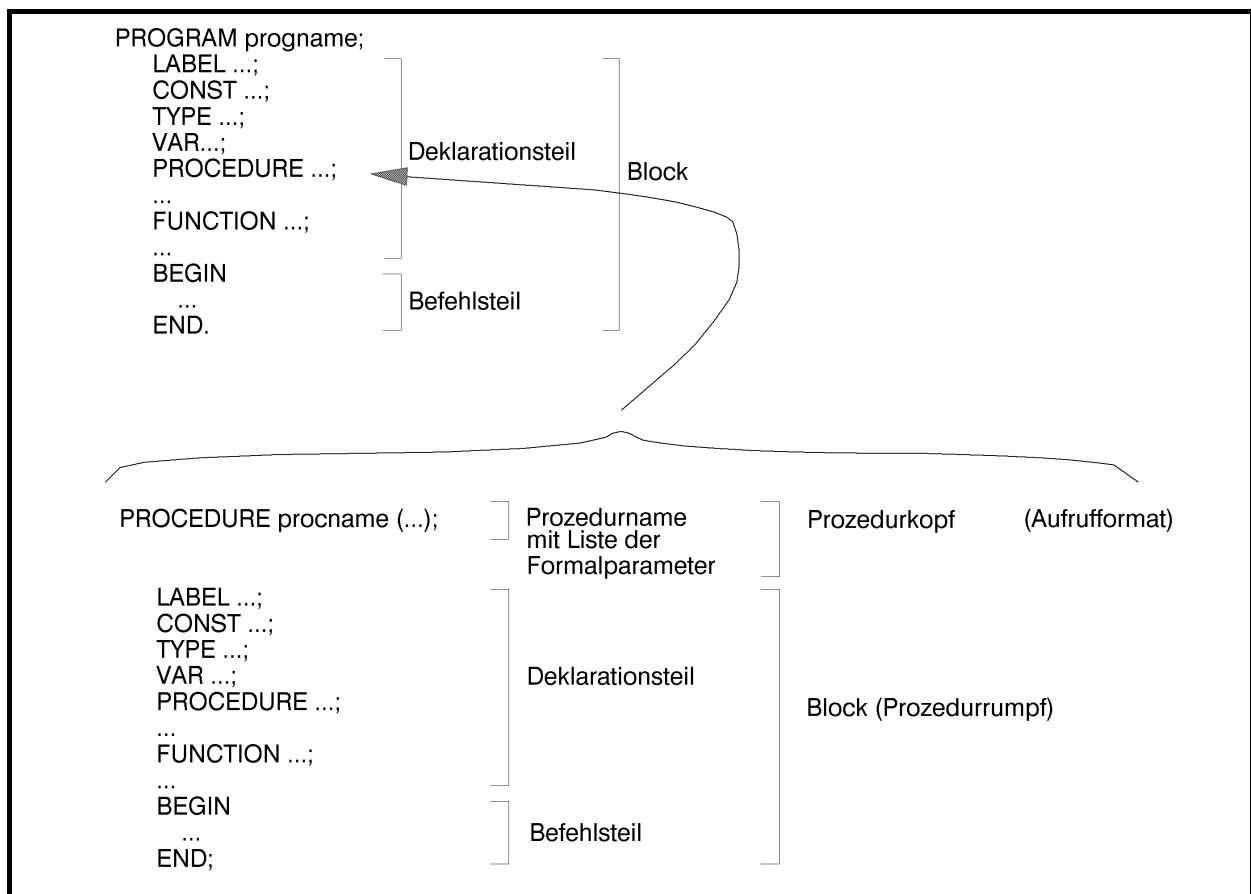 PROGRAM progname;
LABEL ...;
CONST ...;
TYPE ...;
VAR...;
PROCEDURE ...;
...
FUNCTION ...;
...
BEGIN
...
END.
Deklarationsteil
Befehlsteil
Block
PROCEDURE procname (...);
Prozedurname
mit Liste der
Formalparameter
Prozedurkopf
(Aufrufformat)
LABEL ...;
CONST ...;
TYPE ...;
VAR ...;
PROCEDURE ...;
...
FUNCTION ...;
...
BEGIN
...
END;
Deklarationsteil
Befehlsteil
Block (Prozedurrumpf)